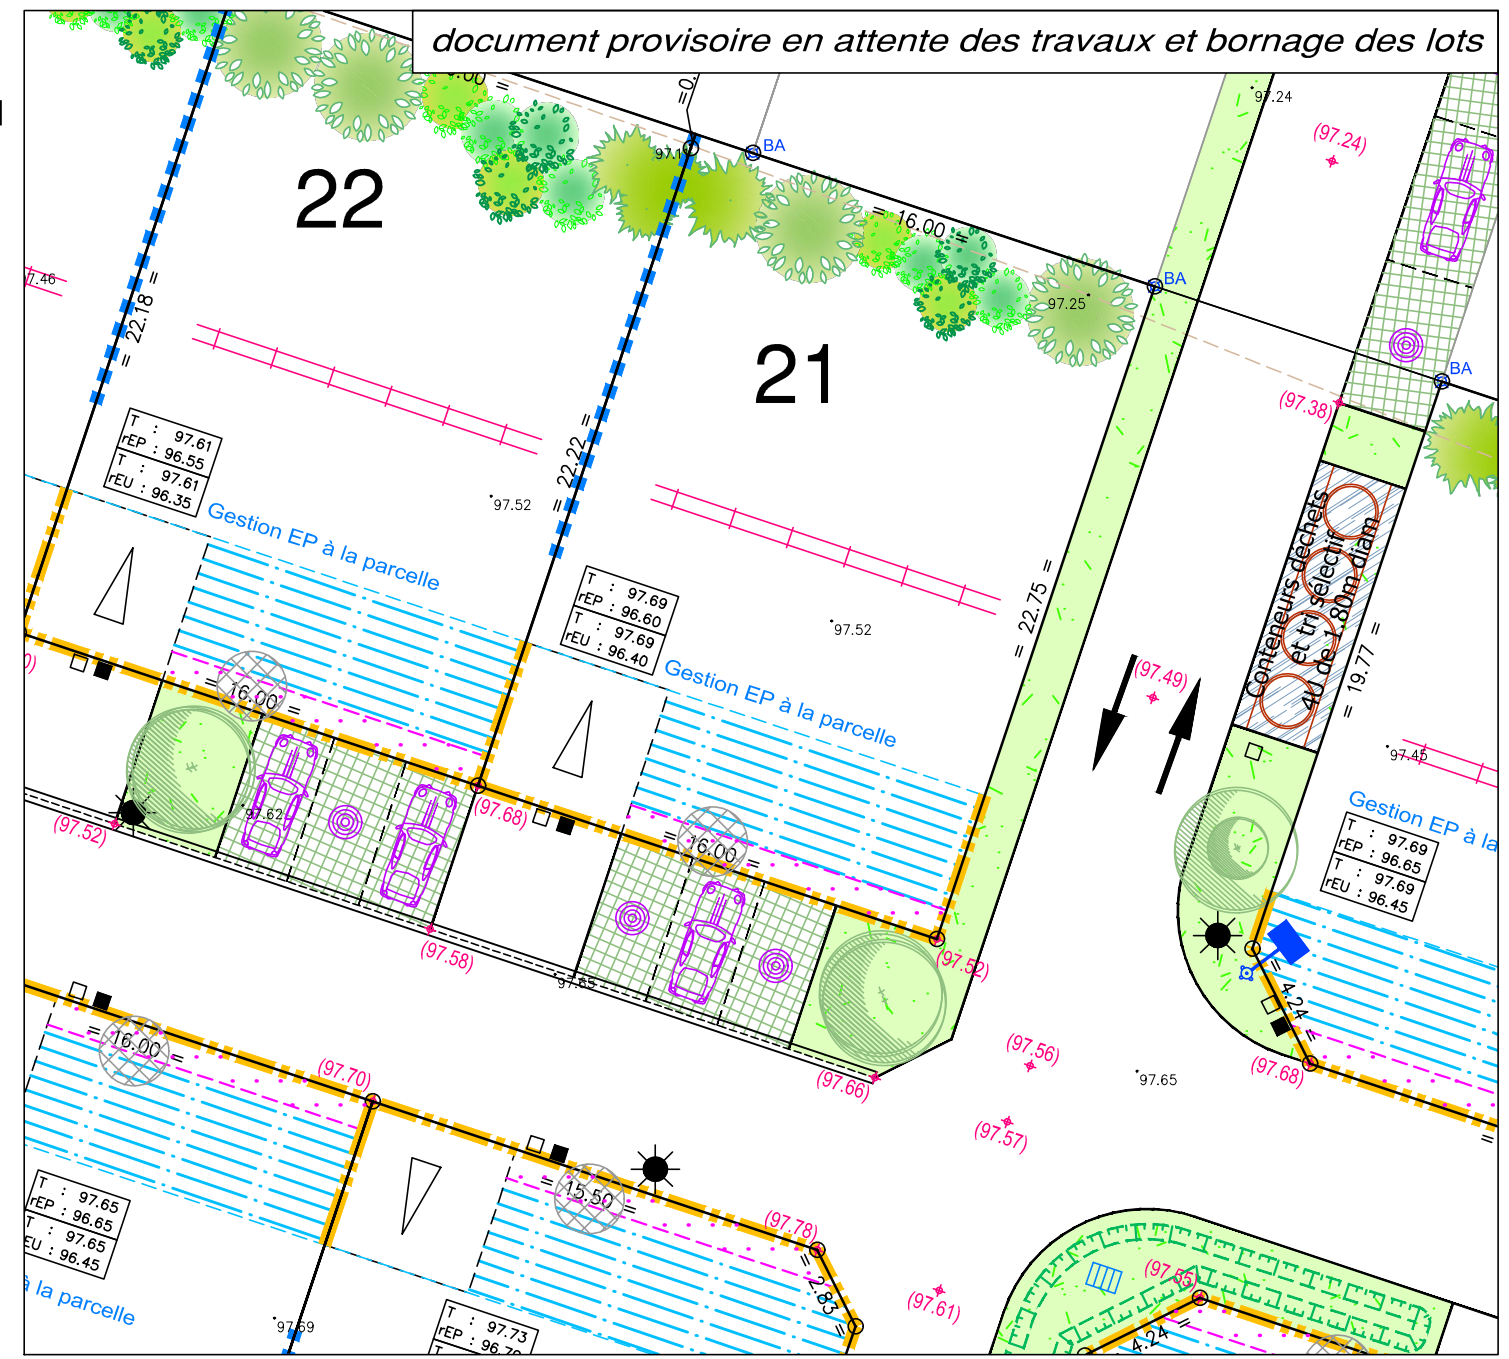 document provisoire en attente des travaux et bornage des lots
97.24
(97.24)
BA
22
= 16.00 =
BA
97.25
7.46
= 22.18 =
21
BA
(97.38)
T : 97.61
rEP : 96.55
T : 97.61
rEU : 96.35
= 22.22 =
97.52
Gestion EP à la parcelle
Conteneurs déchets
et tri sélectif
4U de 1.80m diam
T : 97.69
rEP : 96.60
T : 97.69
rEU : 96.40
97.52
= 22.75 =
= 19.77 =
Gestion EP à la parcelle
(97.49)
= 16.00 =
97.45
(97.52)
97.62
(97.68)
= 16.00 =
Gestion EP à la
T : 97.69
rEP : 96.65
T : 97.69
rEU : 96.45
(97.58)
97.65
(97.52)
= 4.24 =
= 16.00 =
(97.70)
(97.66)
(97.56)
97.65
(97.68)
(97.57)
T : 97.65
rEP : 96.65
T : 97.65
EU : 96.45
= 15.50 =
(97.78)
= 2.83 =
(97.61)
(97.55)
4.24 =
à la parcelle
97.69
T : 97.73